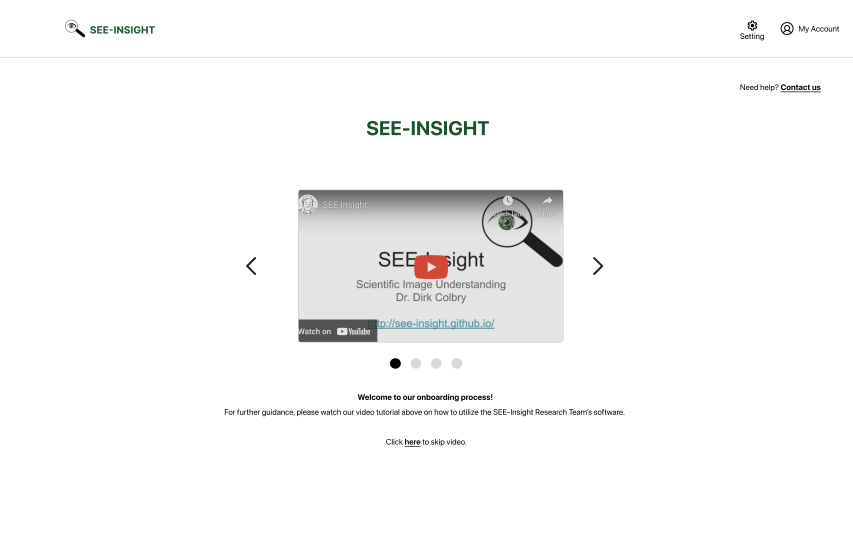 SEE-INSIGHT
Setting
My Account
Need help? Contact us
SEE-INSIGHT
SEE Insight
SEE-Insight
Scientific Image Understanding
Dr. Dirk Colbry
http://see-insight.github.io/
Watch on YouTube
Welcome to our onboarding process!
For further guidance, please watch our video tutorial above on how to utilize the SEE-Insight Research Team's software.
Click here to skip video.